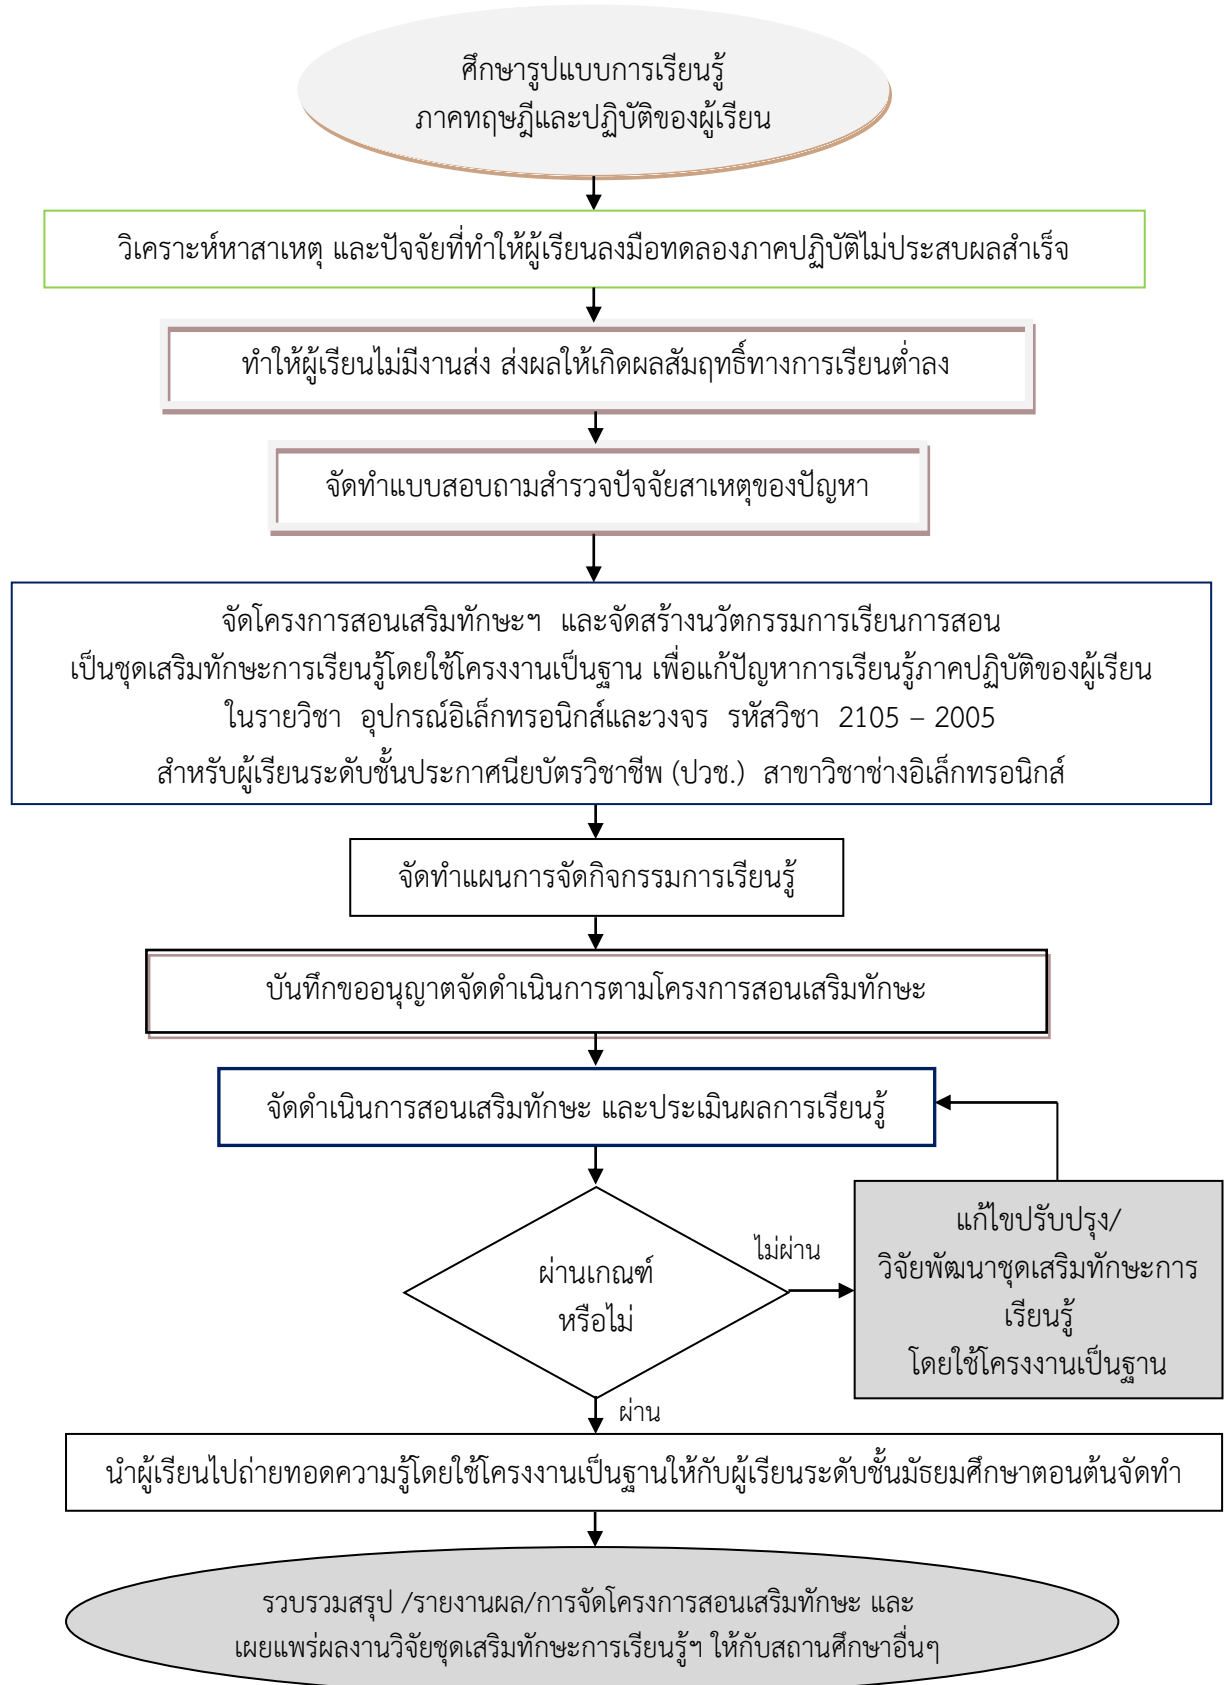 ศึกษารูปแบบการเรียนรู้
ภาคทฤษฎีและปฏิบัติของผู้เรียน
วิเคราะห์หาสาเหตุ และปัจจัยที่ทำให้ผู้เรียนลงมือทดลองภาคปฏิบัติไม่ประสบผลสำเร็จ
ทำให้ผู้เรียนไม่มีงานส่ง ส่งผลให้เกิดผลสัมฤทธิ์ทางการเรียนต่ำลง
จัดทำแบบสอบถามสำรวจปัจจัยสาเหตุของปัญหา
จัดโครงการสอนเสริมทักษะฯ และจัดสร้างนวัตกรรมการเรียนการสอน
เป็นชุดเสริมทักษะการเรียนรู้โดยใช้โครงงานเป็นฐาน เพื่อแก้ปัญหาการเรียนรู้ภาคปฏิบัติของผู้เรียน
ในรายวิชา อุปกรณ์อิเล็กทรอนิกส์และวงจร รหัสวิชา 2105 – 2005
สำหรับผู้เรียนระดับชั้นประกาศนียบัตรวิชาชีพ (ปวช.) สาขาวิชาช่างอิเล็กทรอนิกส์
จัดทำแผนการจัดกิจกรรมการเรียนรู้
บันทึกขออนุญาตจัดดำเนินการตามโครงการสอนเสริมทักษะ
จัดดำเนินการสอนเสริมทักษะ และประเมินผลการเรียนรู้
ผ่านเกณฑ์
หรือไม่
ไม่ผ่าน
แก้ไขปรับปรุง/
วิจัยพัฒนาชุดเสริมทักษะการ
เรียนรู้
โดยใช้โครงงานเป็นฐาน
ผ่าน
นำผู้เรียนไปถ่ายทอดความรู้โดยใช้โครงงานเป็นฐานให้กับผู้เรียนระดับชั้นมัธยมศึกษาตอนต้นจัดทำ
รวบรวมสรุป /รายงานผล/การจัดโครงการสอนเสริมทักษะ และ
เผยแพร่ผลงานวิจัยชุดเสริมทักษะการเรียนรู้ฯ ให้กับสถานศึกษาอื่นๆ